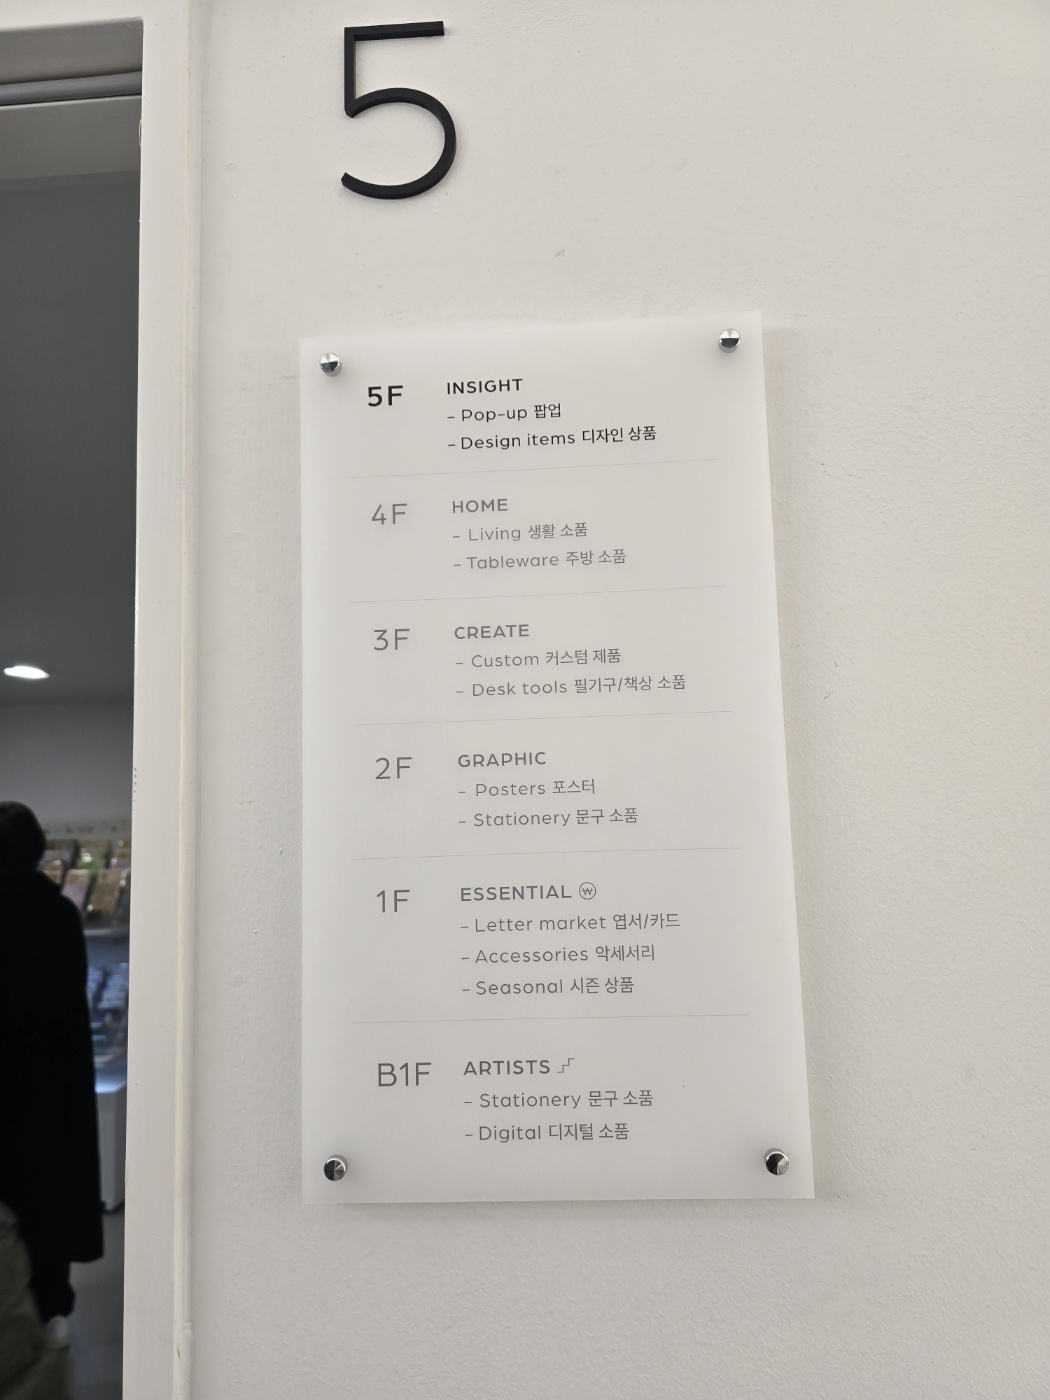 5
5F INSIGHT
- Pop-up 팝업
- Design items 디자인 상품
4F HOME
- Living 생활 소품
- Tableware 주방 소품
3F CREATE
- Custom 커스텀 제품
- Desk tools 필기구/책상 소품
2F GRAPHIC
- Posters 포스터
- Stationery 문구 소품
1F ESSENTIAL ₩
- Letter market 엽서/카드
- Accessories 악세서리
- Seasonal 시즌 상품
B1F ARTISTS
- Stationery 문구 소품
- Digital 디지털 소품